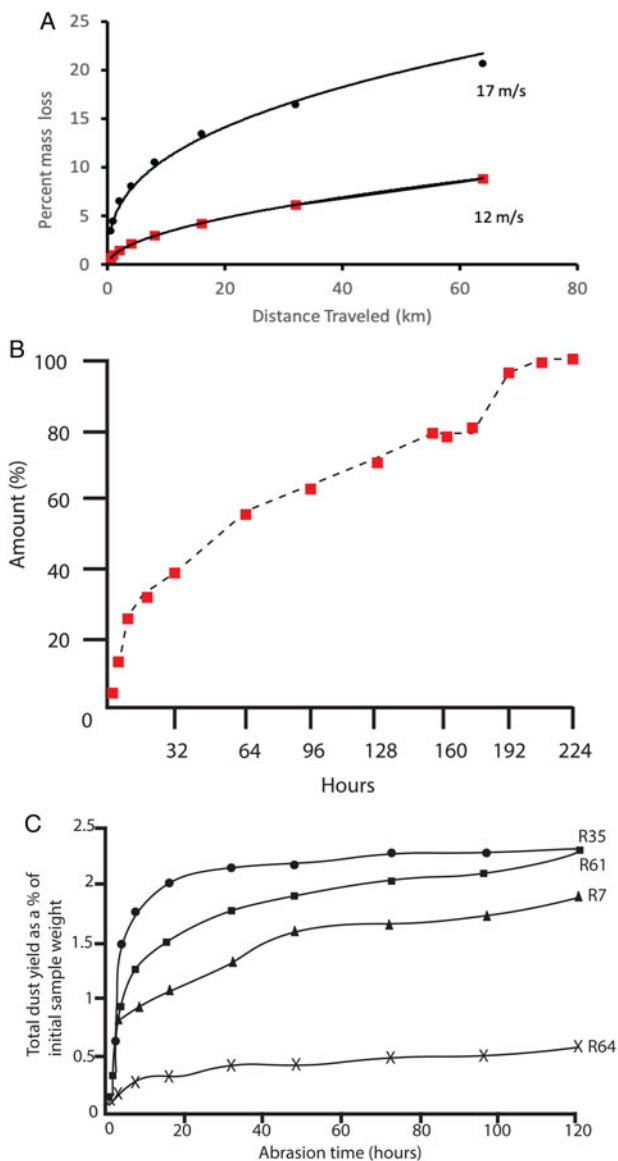 A
25
20
15
10
5
0
Percent mass loss
17 m/s
12 m/s
0 20 40 60 80
Distance Traveled (km)
B
100
80
60
40
20
0
Amount (%)
32 64 96 128 160 192 224
Hours
C
2.5
2
1.5
1
0.5
0
Total dust yield as a % of
initial sample weight
R35
R61
R7
R64
0 20 40 60 80 100 120
Abrasion time (hours)